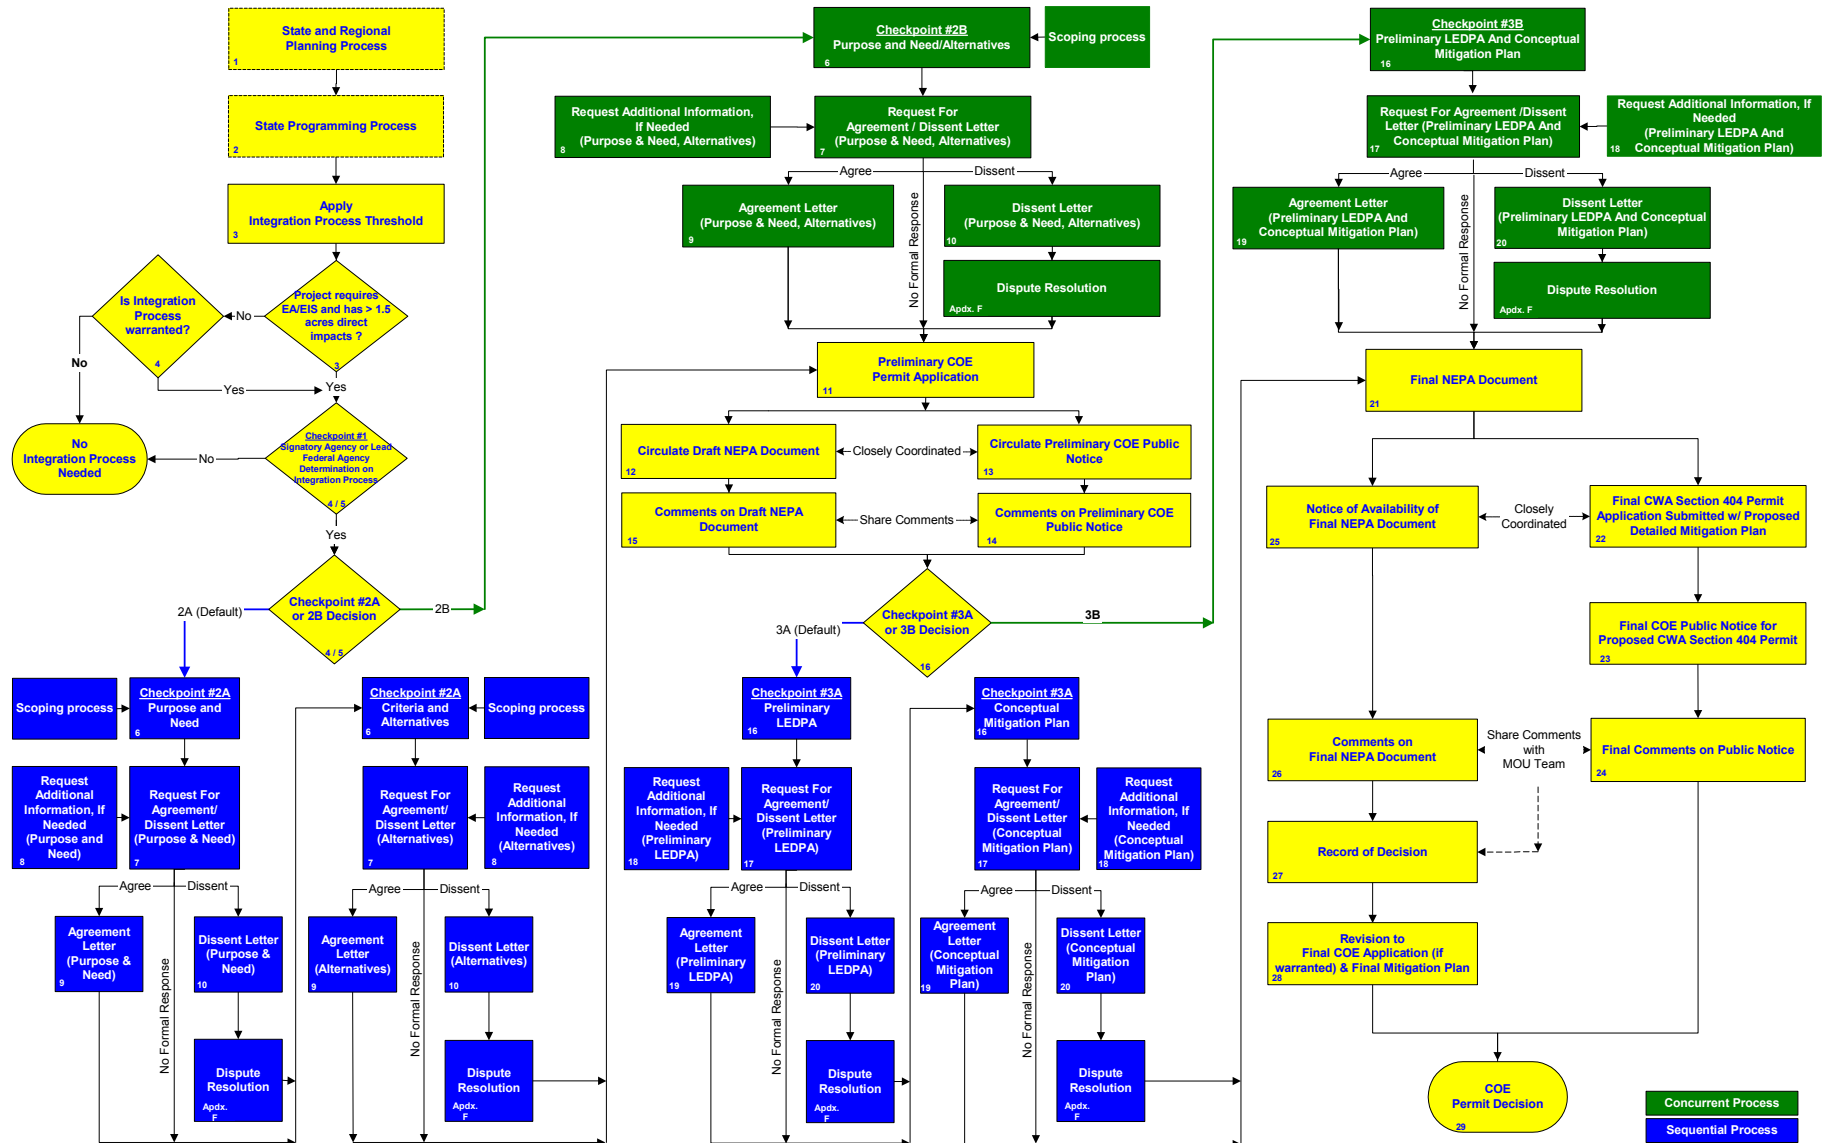 State and Regional
Planning Process
1
State Programming Process
2
Apply
Integration Process Threshold
3
Project requires
EA/EIS and has > 1.5
acres direct
impacts ?
3
No
Is Integration
Process
warranted?
4
No
Yes
Yes
No
Integration Process
Needed
Checkpoint #1
Signatory Agency or Lead
Federal Agency
Determination on
Integration Process
4 / 5
No
Yes
Checkpoint #2A
or 2B Decision
4 / 5
2A (Default)
2B
Scoping process
Checkpoint #2A
Purpose and
Need
6
Request
Additional
Information, If
Needed
(Purpose and
Need)
8
Request For
Agreement/
Dissent Letter
(Purpose & Need)
7
Agree
Dissent
Agreement
Letter
(Purpose &
Need)
9
No Formal Response
Dissent Letter
(Purpose &
Need)
10
Dispute
Resolution
Apdx.
F
Checkpoint #2A
Criteria and
Alternatives
6
Scoping process
Request For
Agreement/
Dissent Letter
(Alternatives)
7
Request
Additional
Information, If
Needed
(Alternatives)
8
Agree
Dissent
Agreement
Letter
(Alternatives)
9
No Formal Response
Dissent Letter
(Alternatives)
10
Dispute
Resolution
Apdx.
F
Checkpoint #2B
Purpose and Need/Alternatives
6
Scoping process
Request Additional Information,
If Needed
(Purpose & Need, Alternatives)
8
Request For
Agreement / Dissent Letter
(Purpose & Need, Alternatives)
7
Agree
Dissent
Agreement Letter
(Purpose & Need, Alternatives)
9
No Formal Response
Dissent Letter
(Purpose & Need, Alternatives)
10
Dispute Resolution
Apdx. F
Preliminary COE
Permit Application
11
Circulate Draft NEPA Document
12
Closely Coordinated
Circulate Preliminary COE Public
Notice
13
Comments on Draft NEPA
Document
15
Share Comments
Comments on Preliminary COE
Public Notice
14
Checkpoint #3A
or 3B Decision
16
3A (Default)
3B
Checkpoint #3A
Preliminary
LEDPA
16
Request
Additional
Information, If
Needed
(Preliminary
LEDPA)
18
Request For
Agreement/
Dissent Letter
(Preliminary
LEDPA)
17
Agree
Dissent
Agreement
Letter
(Preliminary
LEDPA)
19
No Formal Response
Dissent Letter
(Preliminary
LEDPA)
20
Dispute
Resolution
Apdx.
F
Checkpoint #3A
Conceptual
Mitigation Plan
16
Request For
Agreement/
Dissent Letter
(Conceptual
Mitigation Plan)
17
Request
Additional
Information, If
Needed
(Conceptual
Mitigation Plan)
18
Agree
Dissent
Agreement
Letter
(Conceptual
Mitigation
Plan)
19
No Formal Response
Dissent Letter
(Conceptual
Mitigation
Plan)
20
Dispute
Resolution
Apdx.
F
Checkpoint #3B
Preliminary LEDPA And Conceptual
Mitigation Plan
16
Request For Agreement /Dissent
Letter (Preliminary LEDPA And
Conceptual Mitigation Plan)
17
Request Additional Information, If
Needed
(Preliminary LEDPA And
Conceptual Mitigation Plan)
18
Agree
Dissent
Agreement Letter
(Preliminary LEDPA And
Conceptual Mitigation Plan)
19
No Formal Response
Dissent Letter
(Preliminary LEDPA And Conceptual
Mitigation Plan)
20
Dispute Resolution
Apdx. F
Final NEPA Document
21
Notice of Availability of
Final NEPA Document
25
Closely
Coordinated
Final CWA Section 404 Permit
Application Submitted w/ Proposed
Detailed Mitigation Plan
22
Final COE Public Notice for
Proposed CWA Section 404 Permit
23
Comments on
Final NEPA Document
26
Share Comments
with
MOU Team
Final Comments on Public Notice
24
Record of Decision
27
Revision to
Final COE Application (if
warranted) & Final Mitigation Plan
28
COE
Permit Decision
29
Concurrent Process
Sequential Process